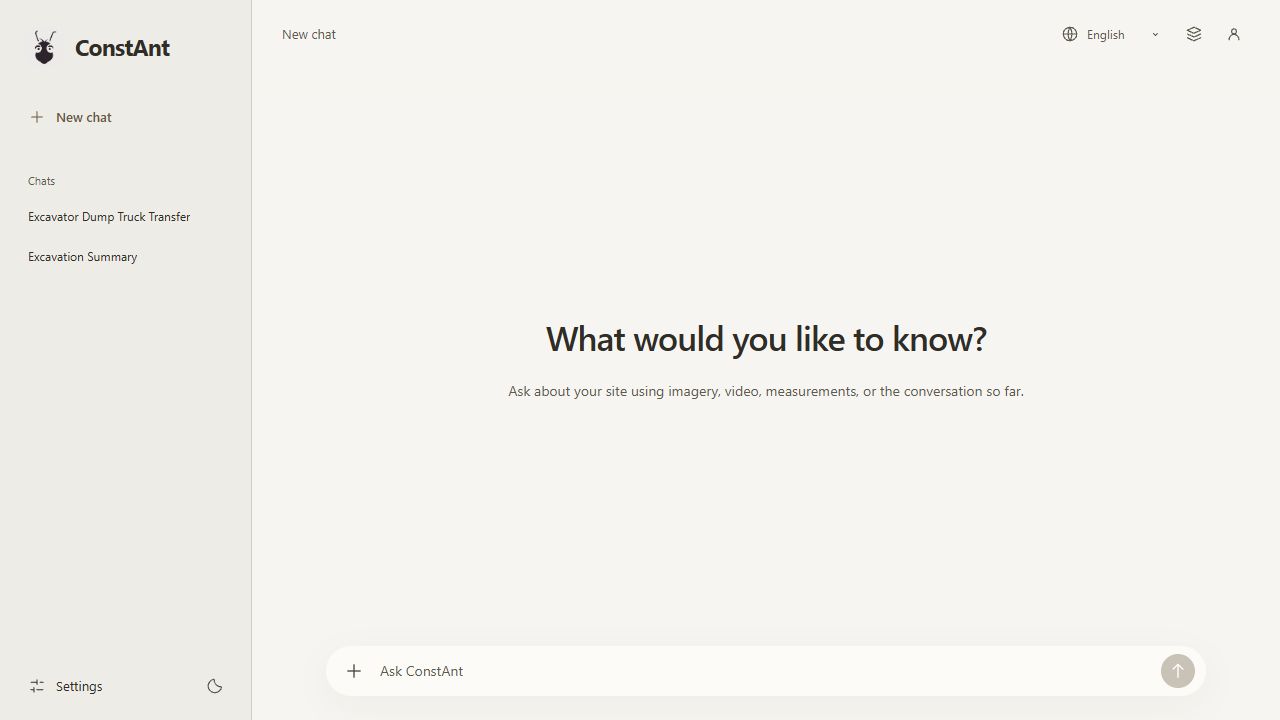 ConstAnt
New chat
Chats
Excavator Dump Truck Transfer
Excavation Summary
Settings
New chat
English
What would you like to know?
Ask about your site using imagery, video, measurements, or the conversation so far.
Ask ConstAnt